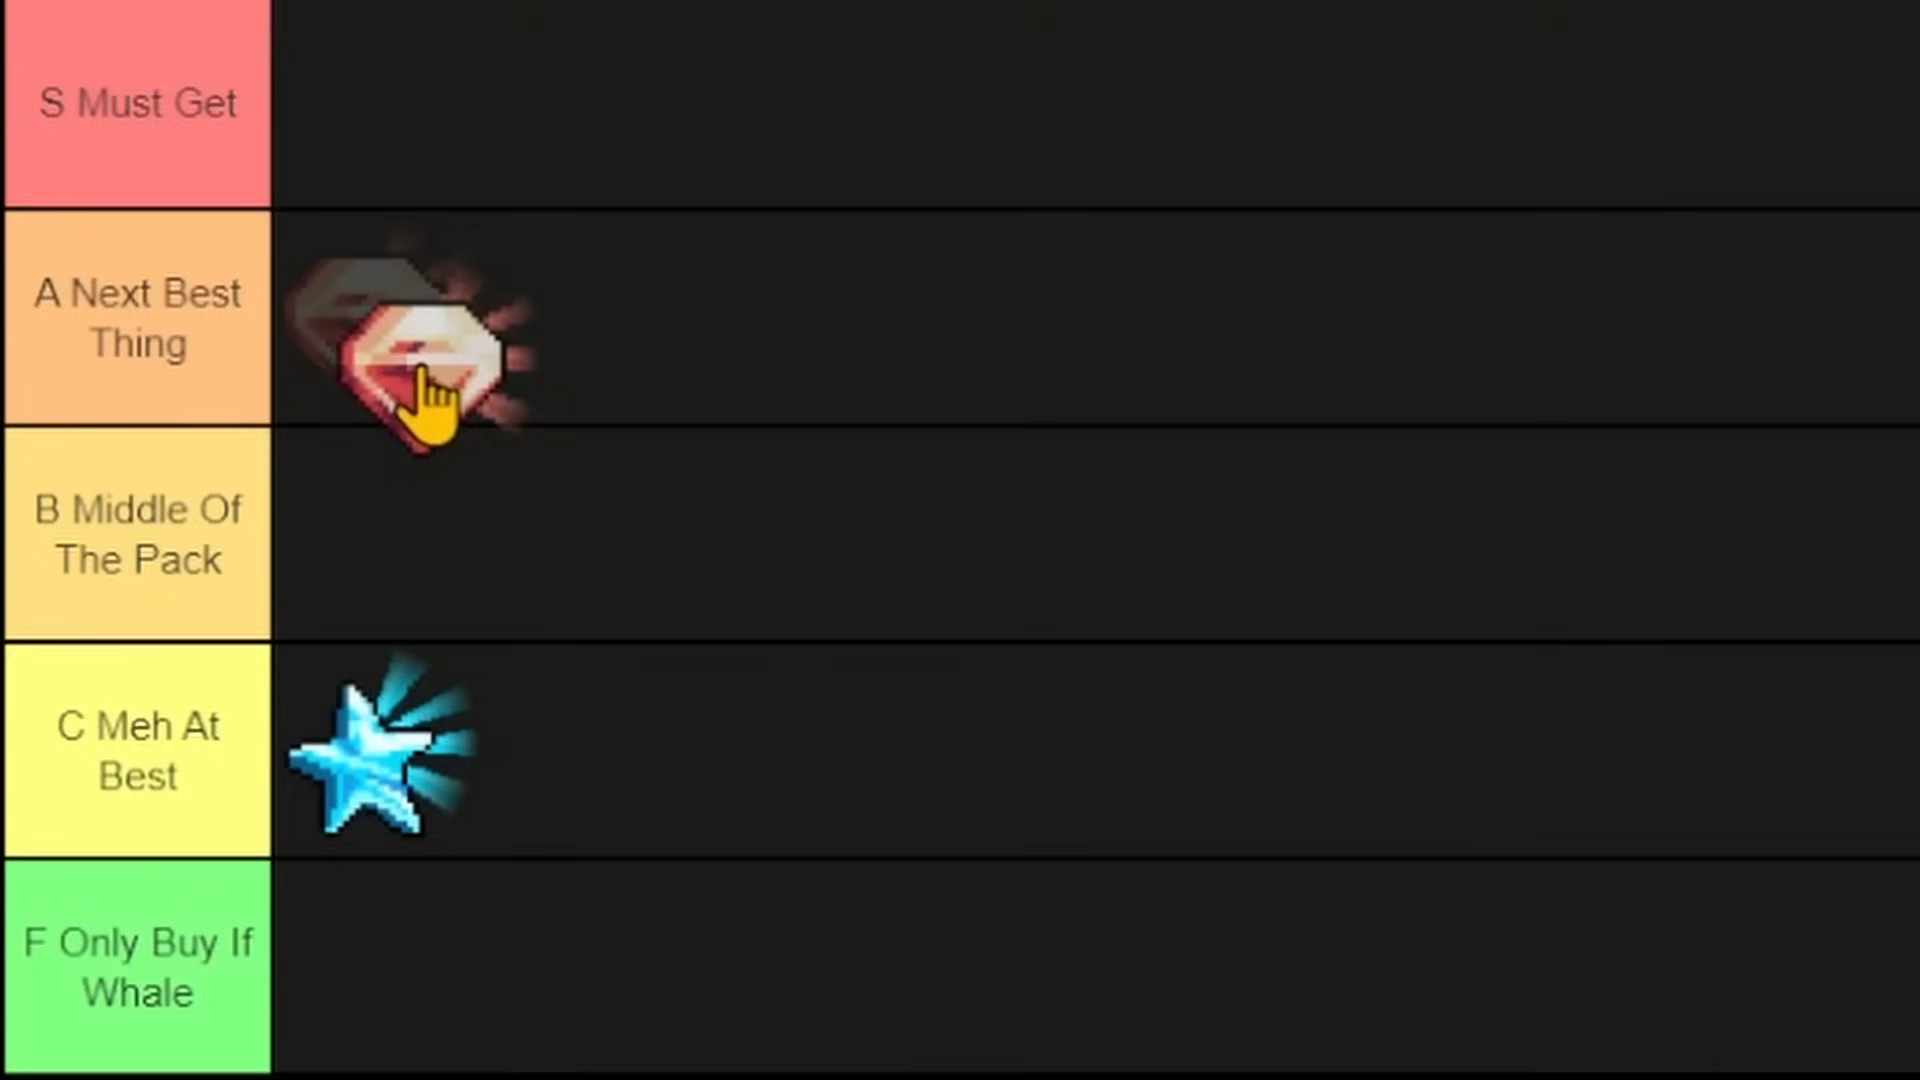 S Must Get
A Next Best
Thing
B Middle Of
The Pack
C Meh At
Best
F Only Buy If
Whale